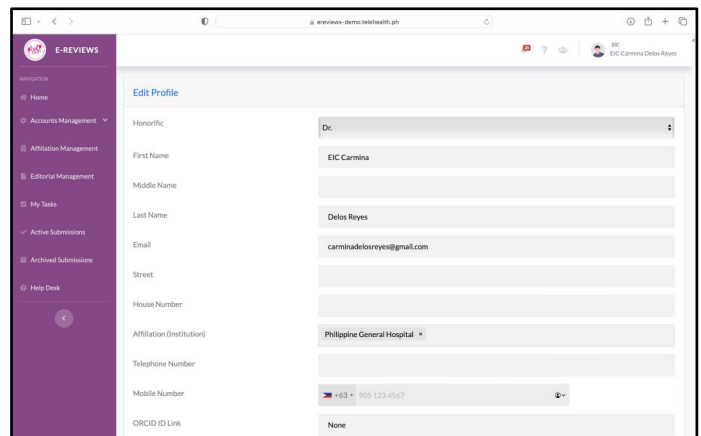 ereviews-demo.telehealth.ph
E-REVIEWS
EIC
EIC Carmina Delos Reyes
NAVIGATION
Home
Accounts Management
Affiliation Management
Editorial Management
My Tasks
Active Submissions
Archived Submissions
Help Desk
Edit Profile
Honorific
Dr.
First Name
EIC Carmina
Middle Name
Last Name
Delos Reyes
Email
carminadelosreyes@gmail.com
Street
House Number
Affiliation (Institution)
Philippine General Hospital ×
Telephone Number
Mobile Number
+63
905 123 4567
ORCID ID Link
None